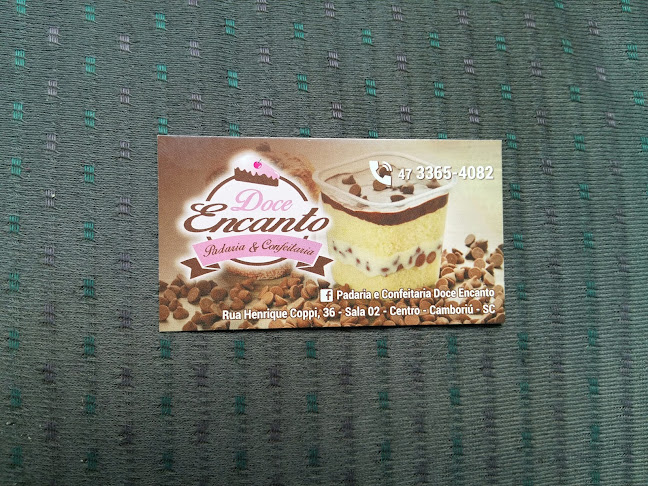 47 3365-4082
Doce
Encanto
Padaria & Confeitaria
Padaria e Confeitaria Doce Encanto
Rua Henrique Coppi, 36 - Sala 02 - Centro - Camboriú - SC